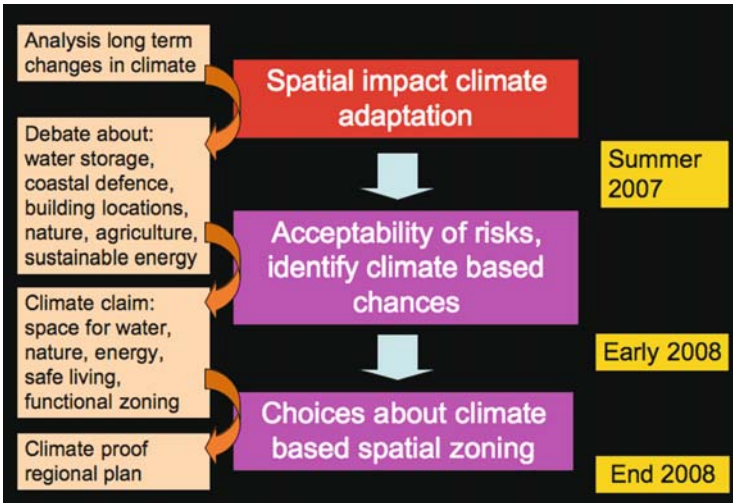 Analysis long term
changes in climate
Spatial impact climate
adaptation
Debate about:
water storage,
coastal defence,
building locations,
nature, agriculture,
sustainable energy
Summer
2007
Acceptability of risks,
identify climate based
chances
Climate claim:
space for water,
nature, energy,
safe living,
functional zoning
Early 2008
Choices about climate
based spatial zoning
Climate proof
regional plan
End 2008